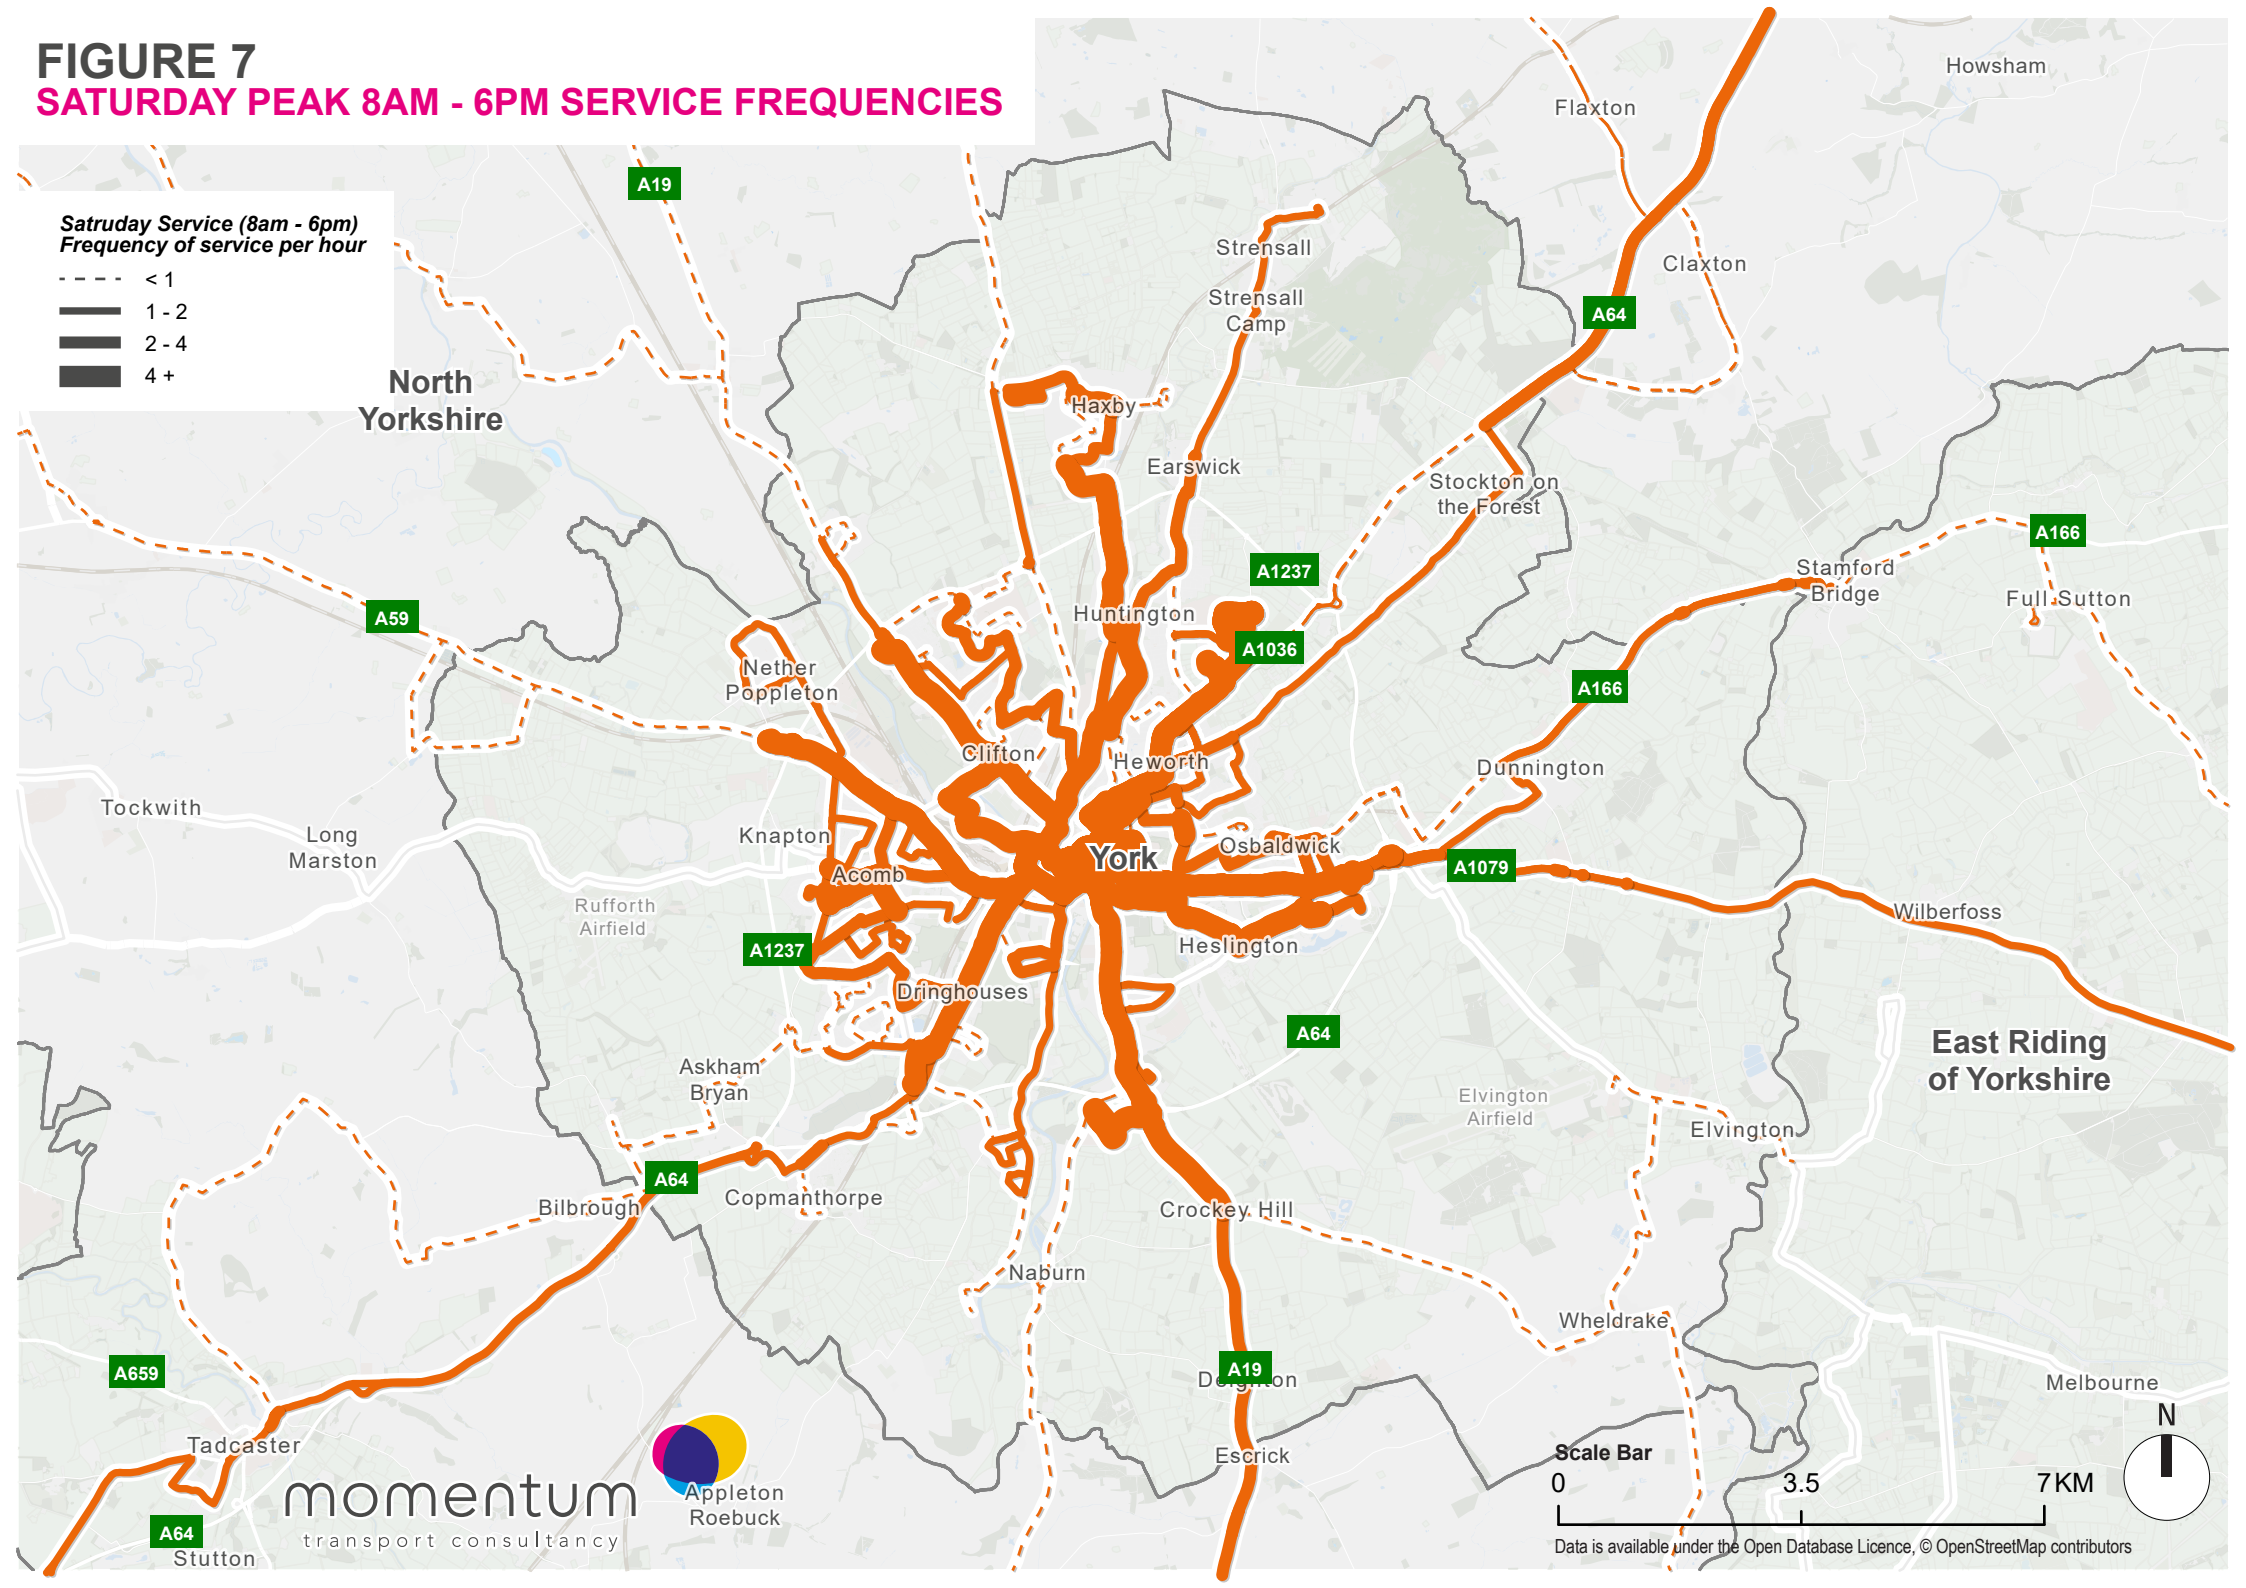 FIGURE 7
SATURDAY PEAK 8AM - 6PM SERVICE FREQUENCIES
Satruday Service (8am - 6pm)
Frequency of service per hour
< 1
1 - 2
2 - 4
4 +
North
Yorkshire
A19
Howsham
Flaxton
Claxton
A64
Strensall
Strensall
Camp
Haxby
Earswick
Stockton on
the Forest
A166
A1237
Stamford
Bridge
Full Sutton
A59
Huntington
A1036
Nether
Poppleton
A166
Clifton
Heworth
Dunnington
Tockwith
Long
Marston
Knapton
York
Osbaldwick
A1079
Acomb
Rufforth
Airfield
Wilberfoss
A1237
Heslington
Dringhouses
A64
East Riding
of Yorkshire
Askham
Bryan
Elvington
Airfield
Elvington
A64
Bilbrough
Copmanthorpe
Crockey Hill
Naburn
Wheldrake
A659
A19
Deighton
Melbourne
Tadcaster
Escrick
A64
Stutton
momentum
transport consultancy
Appleton
Roebuck
N
Scale Bar
0 3.5 7 KM
Data is available under the Open Database Licence, © OpenStreetMap contributors